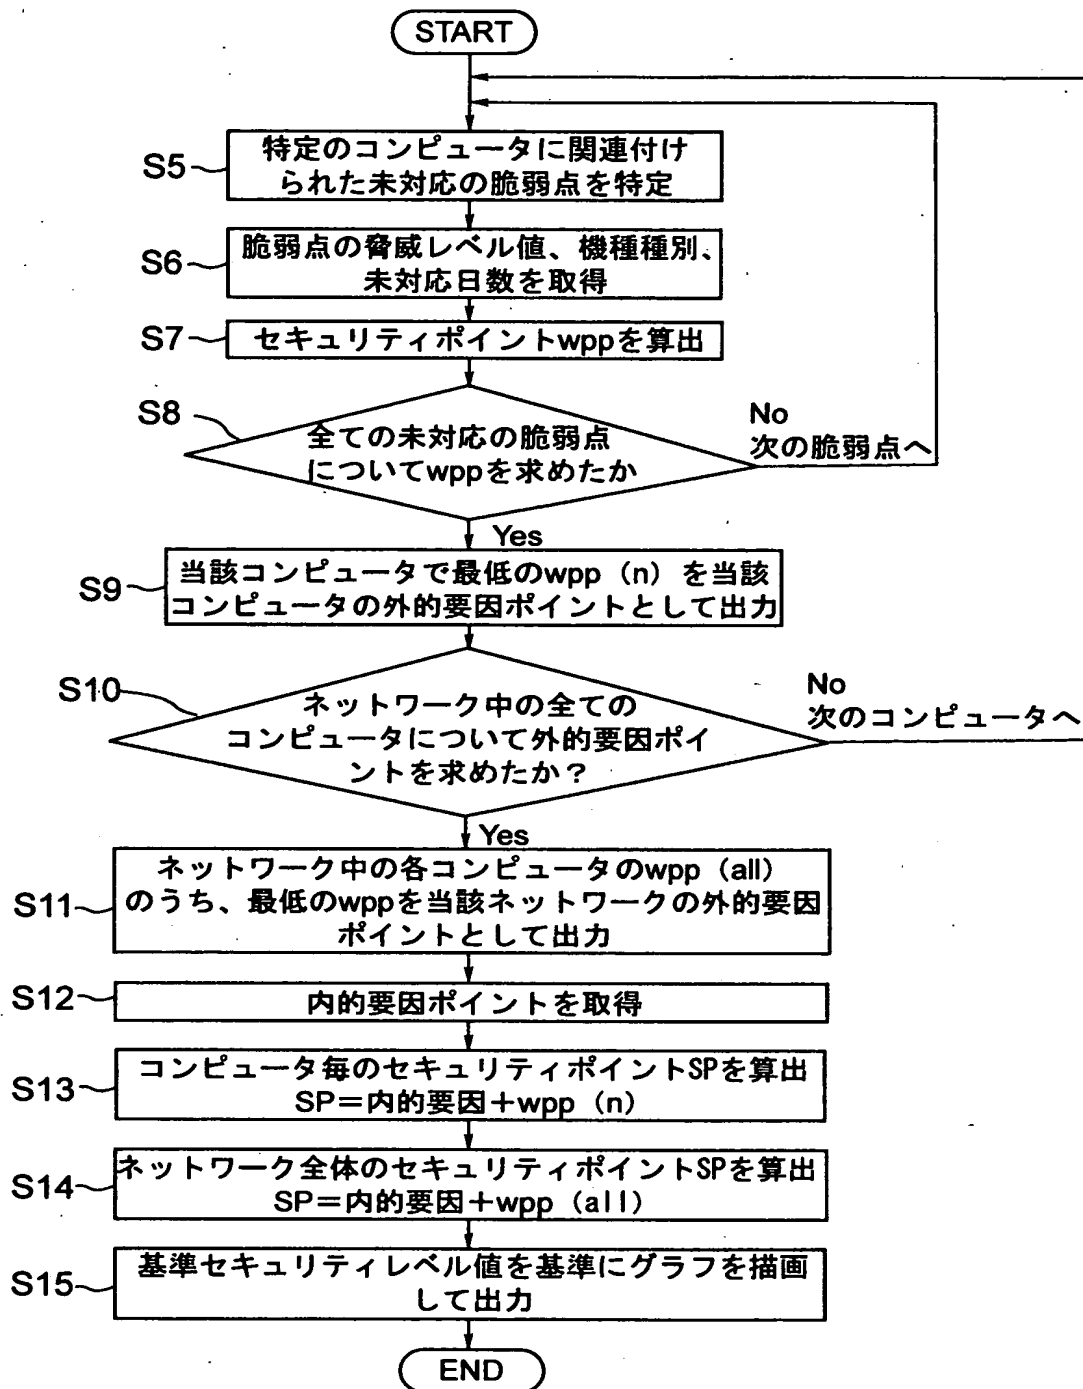 START
S5
特定のコンピュータに関連付け
られた未対応の脆弱点を特定
S6
脆弱点の脅威レベル値、機種種別、
未対応日数を取得
S7
セキュリティポイントwppを算出
S8
全ての未対応の脆弱点
についてwppを求めたか
No
次の脆弱点へ
Yes
S9
当該コンピュータで最低のwpp（n）を当該
コンピュータの外的要因ポイントとして出力
S10
ネットワーク中の全ての
コンピュータについて外的要因ポイ
ントを求めたか？
No
次のコンピュータへ
Yes
S11
ネットワーク中の各コンピュータのwpp（all）
のうち、最低のwppを当該ネットワークの外的要因
ポイントとして出力
S12
内的要因ポイントを取得
S13
コンピュータ毎のセキュリティポイントSPを算出
SP＝内的要因＋wpp（n）
S14
ネットワーク全体のセキュリティポイントSPを算出
SP＝内的要因＋wpp（all）
S15
基準セキュリティレベル値を基準にグラフを描画
して出力
END